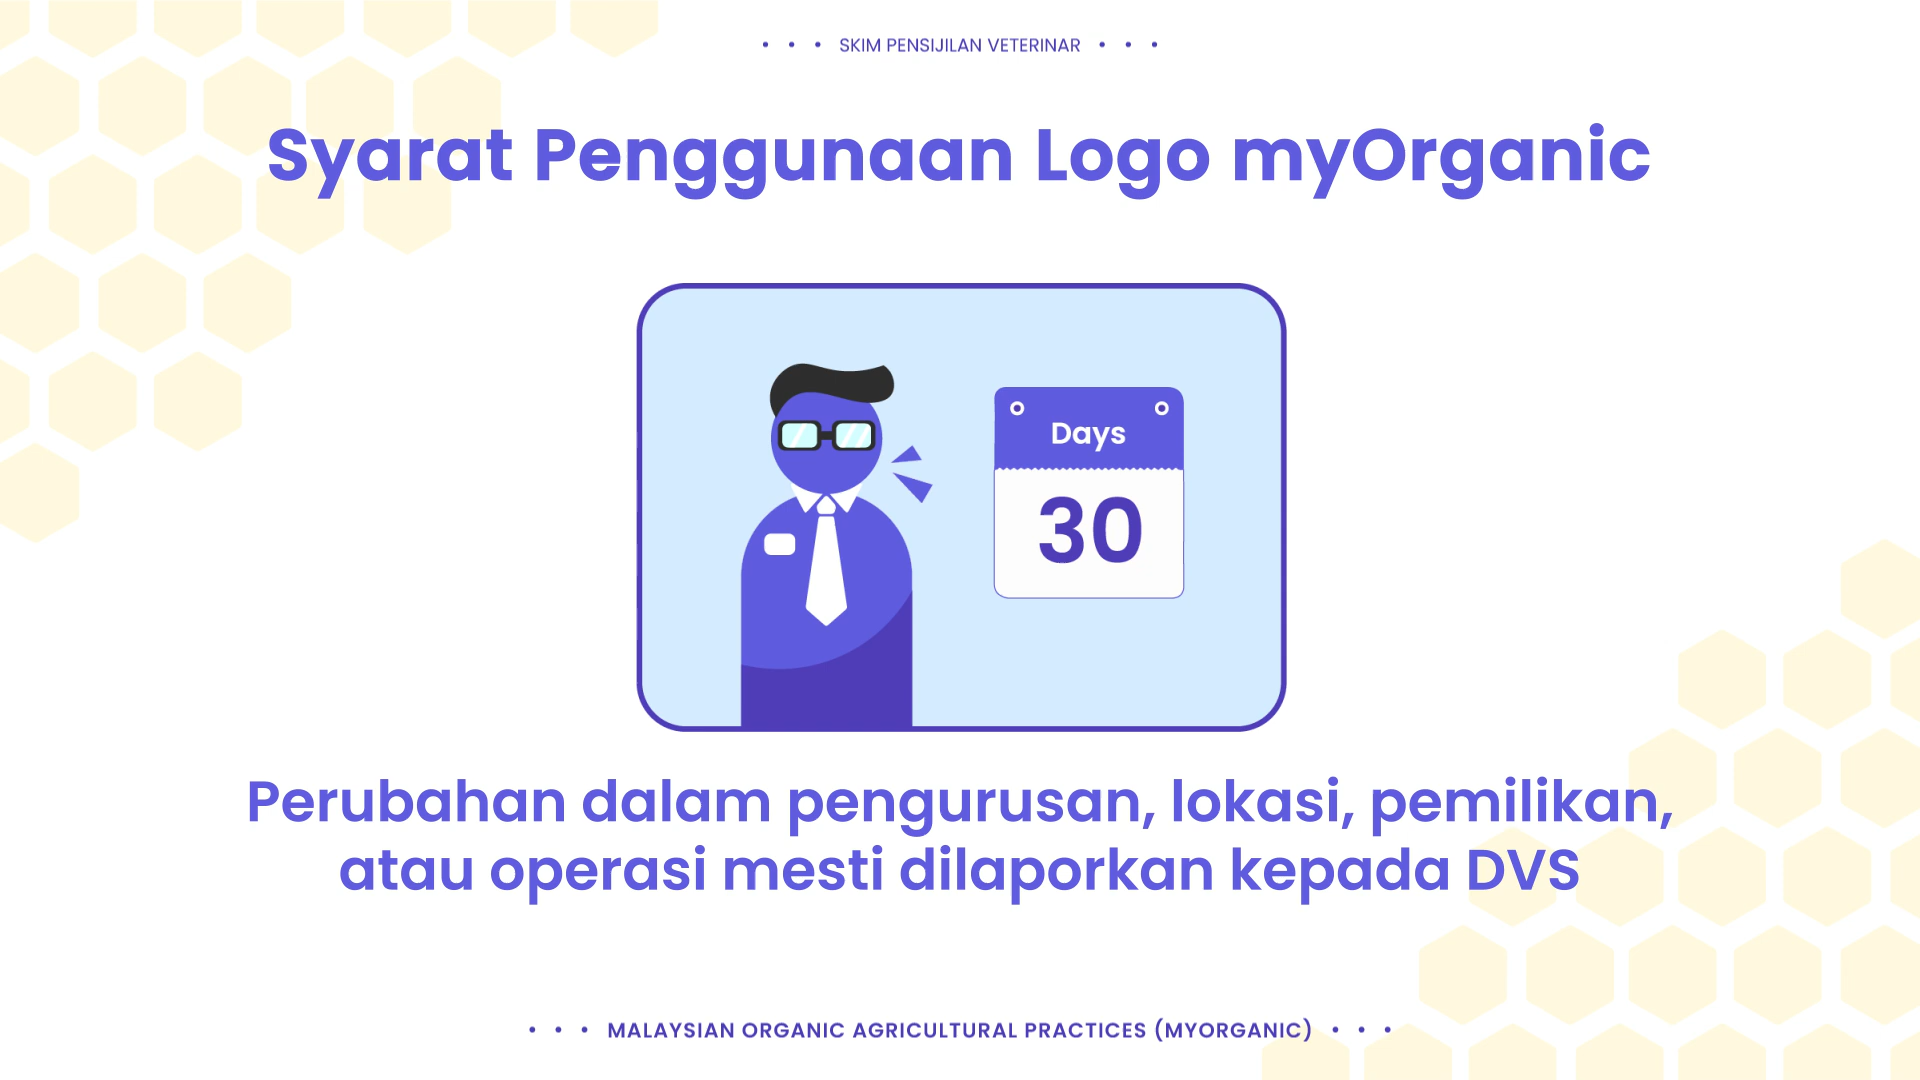 SKIM PENSIJILAN VETERINAR
Syarat Penggunaan Logo myOrganic
Days
30
Perubahan dalam pengurusan, lokasi, pemilikan,
atau operasi mesti dilaporkan kepada DVS
MALAYSIAN ORGANIC AGRICULTURAL PRACTICES (MYORGANIC)